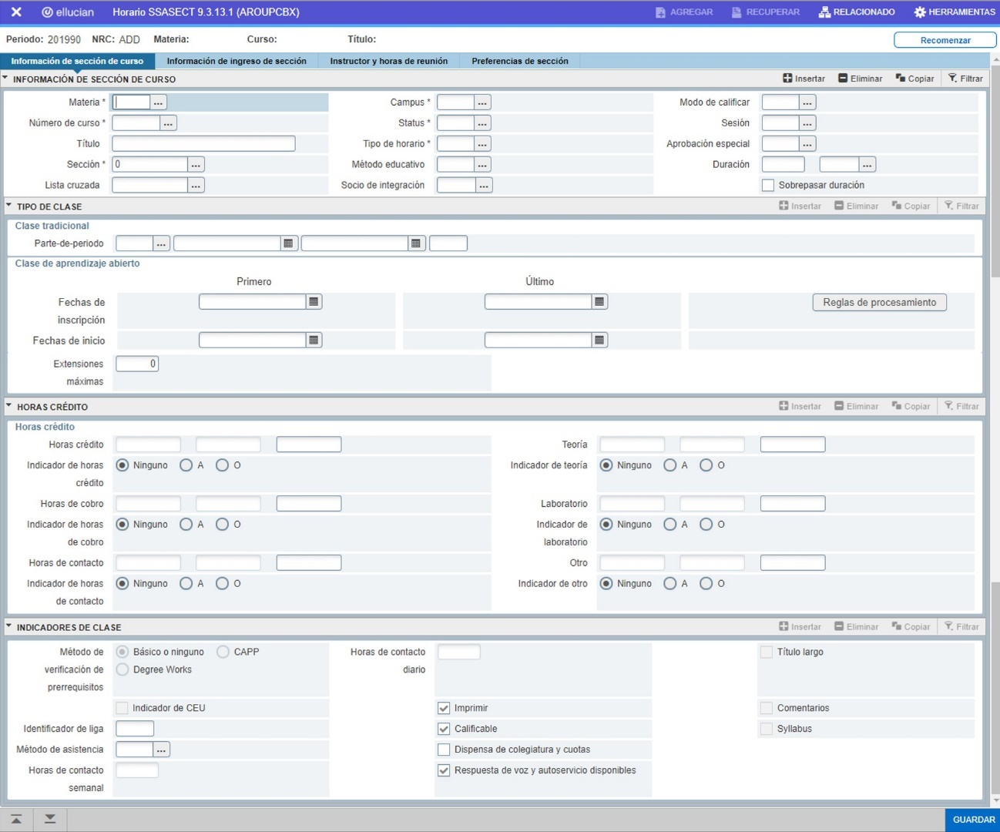 ellucian Horario SSASECT 9.3.13.1 (AROUPCBX) AGREGAR RECUPERAR RELACIONADO HERRAMIENTAS
Periodo: 201990 NRC: ADD Materia: Curso: Título: Recomenzar
Información de sección de curso Información de ingreso de sección Instructor y horas de reunión Preferencias de sección
INFORMACIÓN DE SECCIÓN DE CURSO Insertar Eliminar Copiar Filtrar
Materia * ... Campus * ... Modo de calificar ...
Número de curso * ... Status * ... Sesión ...
Título Tipo de horario * ... Aprobación especial ...
Sección * 0 ... Método educativo ... Duración ...
Lista cruzada ... Socio de integración ... Sobrepasar duración
TIPO DE CLASE Insertar Eliminar Copiar Filtrar
Clase tradicional
Parte-de-periodo ...
Clase de aprendizaje abierto
Primero Último
Fechas de inscripción Reglas de procesamiento
Fechas de inicio
Extensiones máximas 0
HORAS CRÉDITO Insertar Eliminar Copiar Filtrar
Horas crédito
Horas crédito Teoría
Indicador de horas crédito Ninguno A O Indicador de teoría Ninguno A O
Horas de cobro Laboratorio
Indicador de horas de cobro Ninguno A O Indicador de laboratorio Ninguno A O
Horas de contacto Otro
Indicador de horas de contacto Ninguno A O Indicador de otro Ninguno A O
INDICADORES DE CLASE Insertar Eliminar Copiar Filtrar
Método de verificación de prerrequisitos Básico o ninguno CAPP Degree Works Horas de contacto diario Título largo
Indicador de CEU Imprimir Comentarios
Identificador de liga Calificable Syllabus
Método de asistencia ... Dispensa de colegiatura y cuotas
Horas de contacto semanal Respuesta de voz y autoservicio disponibles
GUARDAR